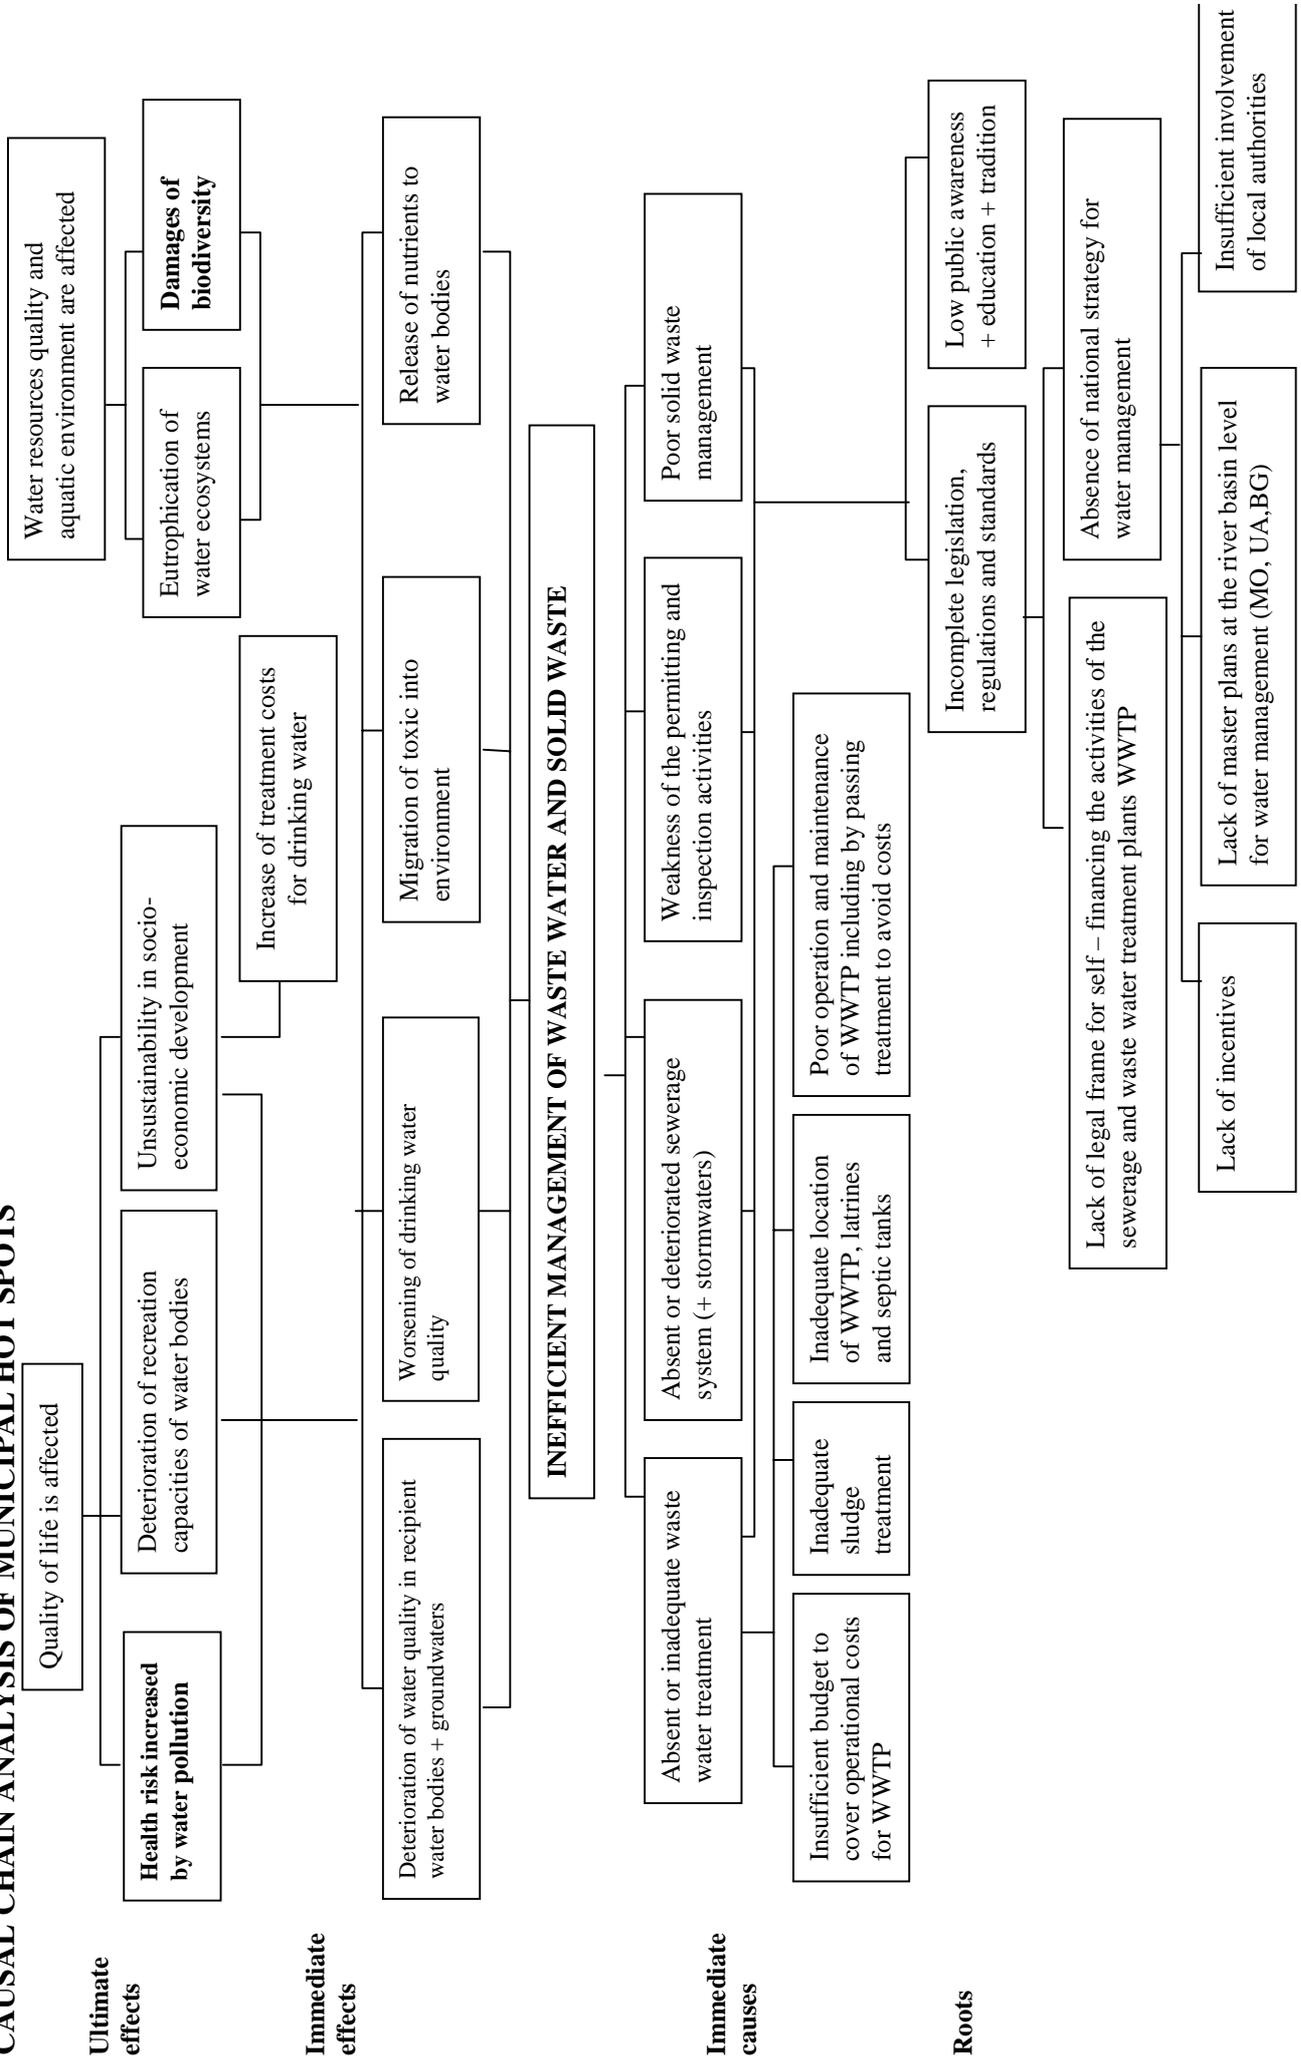 CAUSAL CHAIN ANALYSIS OF MUNICIPAL HOT SPOTS
Ultimate
effects
Quality of life is affected
Water resources quality and
aquatic environment are affected
Health risk increased
by water pollution
Deterioration of recreation
capacities of water bodies
Unsustainability in socio-
economic development
Eutrophication of
water ecosystems
Damages of
biodiversity
Increase of treatment costs
for drinking water
Immediate
effects
Deterioration of water quality in recipient
water bodies + groundwaters
Worsening of drinking water
quality
Migration of toxic into
environment
Release of nutrients to
water bodies
INEFFICIENT MANAGEMENT OF WASTE WATER AND SOLID WASTE
Immediate
causes
Absent or inadequate waste
water treatment
Absent or deteriorated sewerage
system (+ stormwaters)
Weakness of the permitting and
inspection activities
Poor solid waste
management
Insufficient budget to
cover operational costs
for WWTP
Inadequate
sludge
treatment
Inadequate location
of WWTP, latrines
and septic tanks
Poor operation and maintenance
of WWTP including by passing
treatment to avoid costs
Roots
Incomplete legislation,
regulations and standards
Low public awareness
+ education + tradition
Lack of legal frame for self – financing the activities of the
sewerage and waste water treatment plants WWTP
Absence of national strategy for
water management
Lack of incentives
Lack of master plans at the river basin level
for water management (MO, UA,BG)
Insufficient involvement
of local authorities